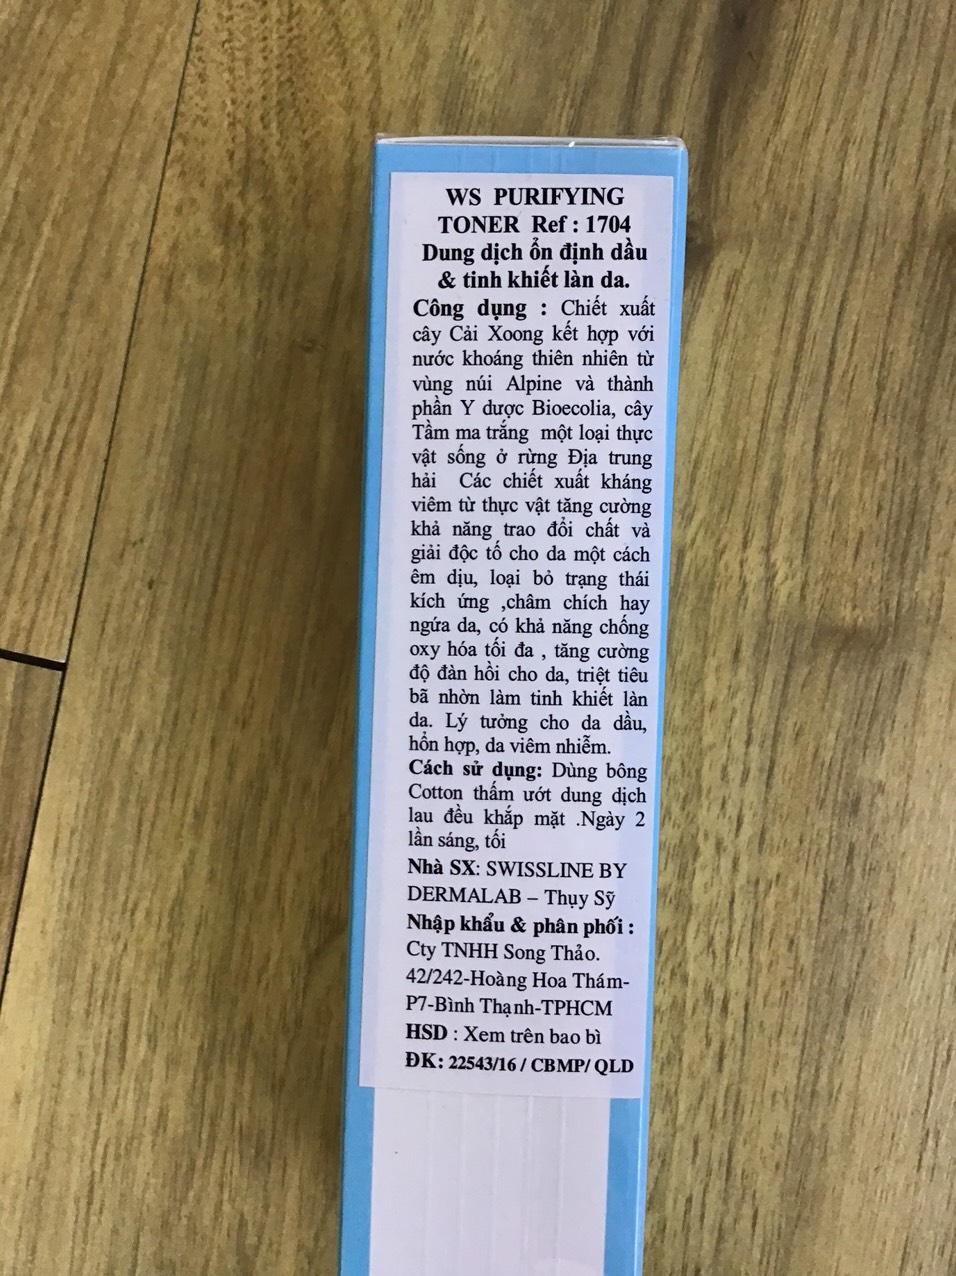 WS PURIFYING
TONER Ref : 1704
Dung dịch ổn định dầu
& tinh khiết làn da.
Công dụng : Chiết xuất
cây Cải Xoong kết hợp với
nước khoáng thiên nhiên từ
vùng núi Alpine và thành
phần Y dược Bioecolia, cây
Tầm ma trắng một loại thực
vật sống ở rừng Địa trung
hải Các chiết xuất kháng
viêm từ thực vật tăng cường
khả năng trao đổi chất và
giải độc tố cho da một cách
êm dịu, loại bỏ trạng thái
kích ứng ,châm chích hay
ngứa da, có khả năng chống
oxy hóa tối đa , tăng cường
độ đàn hồi cho da, triệt tiêu
bã nhờn làm tinh khiết làn
da. Lý tưởng cho da dầu,
hổn hợp, da viêm nhiễm.
Cách sử dụng: Dùng bông
Cotton thấm ướt dung dịch
lau đều khắp mặt .Ngày 2
lần sáng, tối
Nhà SX: SWISSLINE BY
DERMALAB – Thụy Sỹ
Nhập khẩu & phân phối :
Cty TNHH Song Thảo.
42/242-Hoàng Hoa Thám-
P7-Bình Thạnh-TPHCM
HSD : Xem trên bao bì
ĐK: 22543/16 / CBMP/ QLD